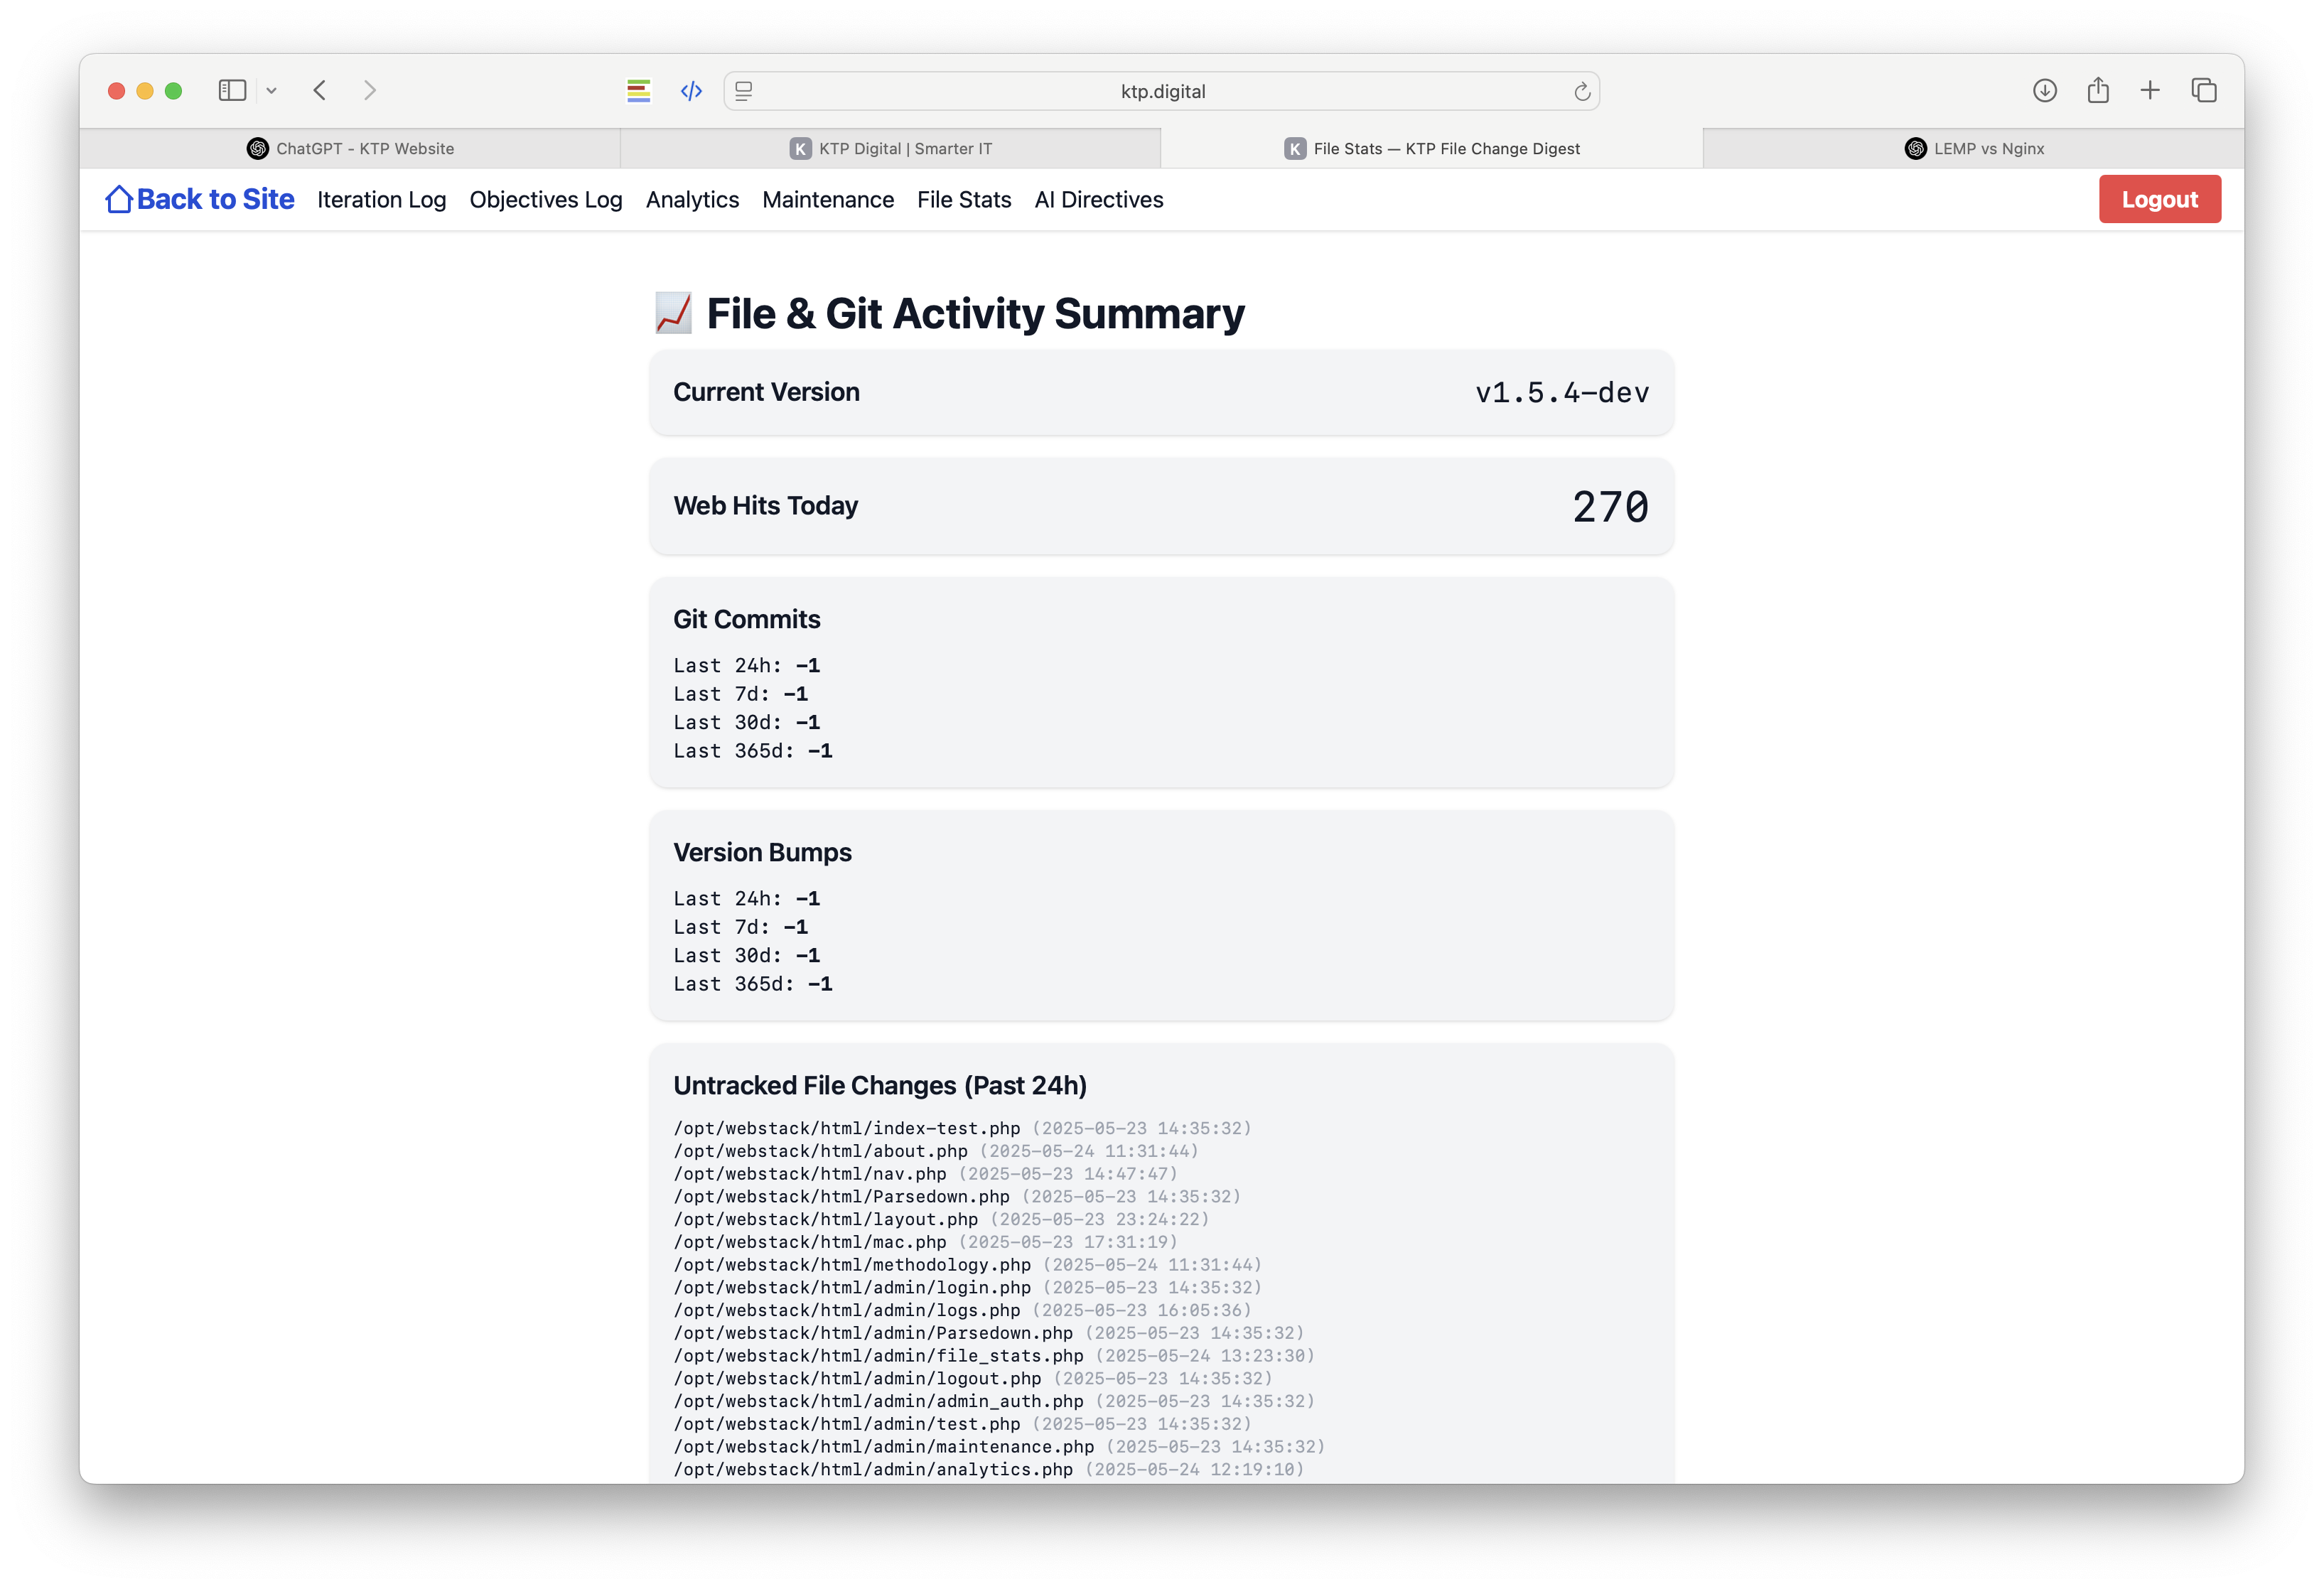 ktp.digital
ChatGPT - KTP Website
K KTP Digital | Smarter IT
K File Stats — KTP File Change Digest
LEMP vs Nginx
Back to Site Iteration Log Objectives Log Analytics Maintenance File Stats AI Directives Logout
File & Git Activity Summary
Current Version v1.5.4-dev
Web Hits Today 270
Git Commits
Last 24h: -1
Last 7d: -1
Last 30d: -1
Last 365d: -1
Version Bumps
Last 24h: -1
Last 7d: -1
Last 30d: -1
Last 365d: -1
Untracked File Changes (Past 24h)
/opt/webstack/html/index-test.php (2025-05-23 14:35:32)
/opt/webstack/html/about.php (2025-05-24 11:31:44)
/opt/webstack/html/nav.php (2025-05-23 14:47:47)
/opt/webstack/html/Parsedown.php (2025-05-23 14:35:32)
/opt/webstack/html/layout.php (2025-05-23 23:24:22)
/opt/webstack/html/mac.php (2025-05-23 17:31:19)
/opt/webstack/html/methodology.php (2025-05-24 11:31:44)
/opt/webstack/html/admin/login.php (2025-05-23 14:35:32)
/opt/webstack/html/admin/logs.php (2025-05-23 16:05:36)
/opt/webstack/html/admin/Parsedown.php (2025-05-23 14:35:32)
/opt/webstack/html/admin/file_stats.php (2025-05-24 13:23:30)
/opt/webstack/html/admin/logout.php (2025-05-23 14:35:32)
/opt/webstack/html/admin/admin_auth.php (2025-05-23 14:35:32)
/opt/webstack/html/admin/test.php (2025-05-23 14:35:32)
/opt/webstack/html/admin/maintenance.php (2025-05-23 14:35:32)
/opt/webstack/html/admin/analytics.php (2025-05-24 12:19:10)